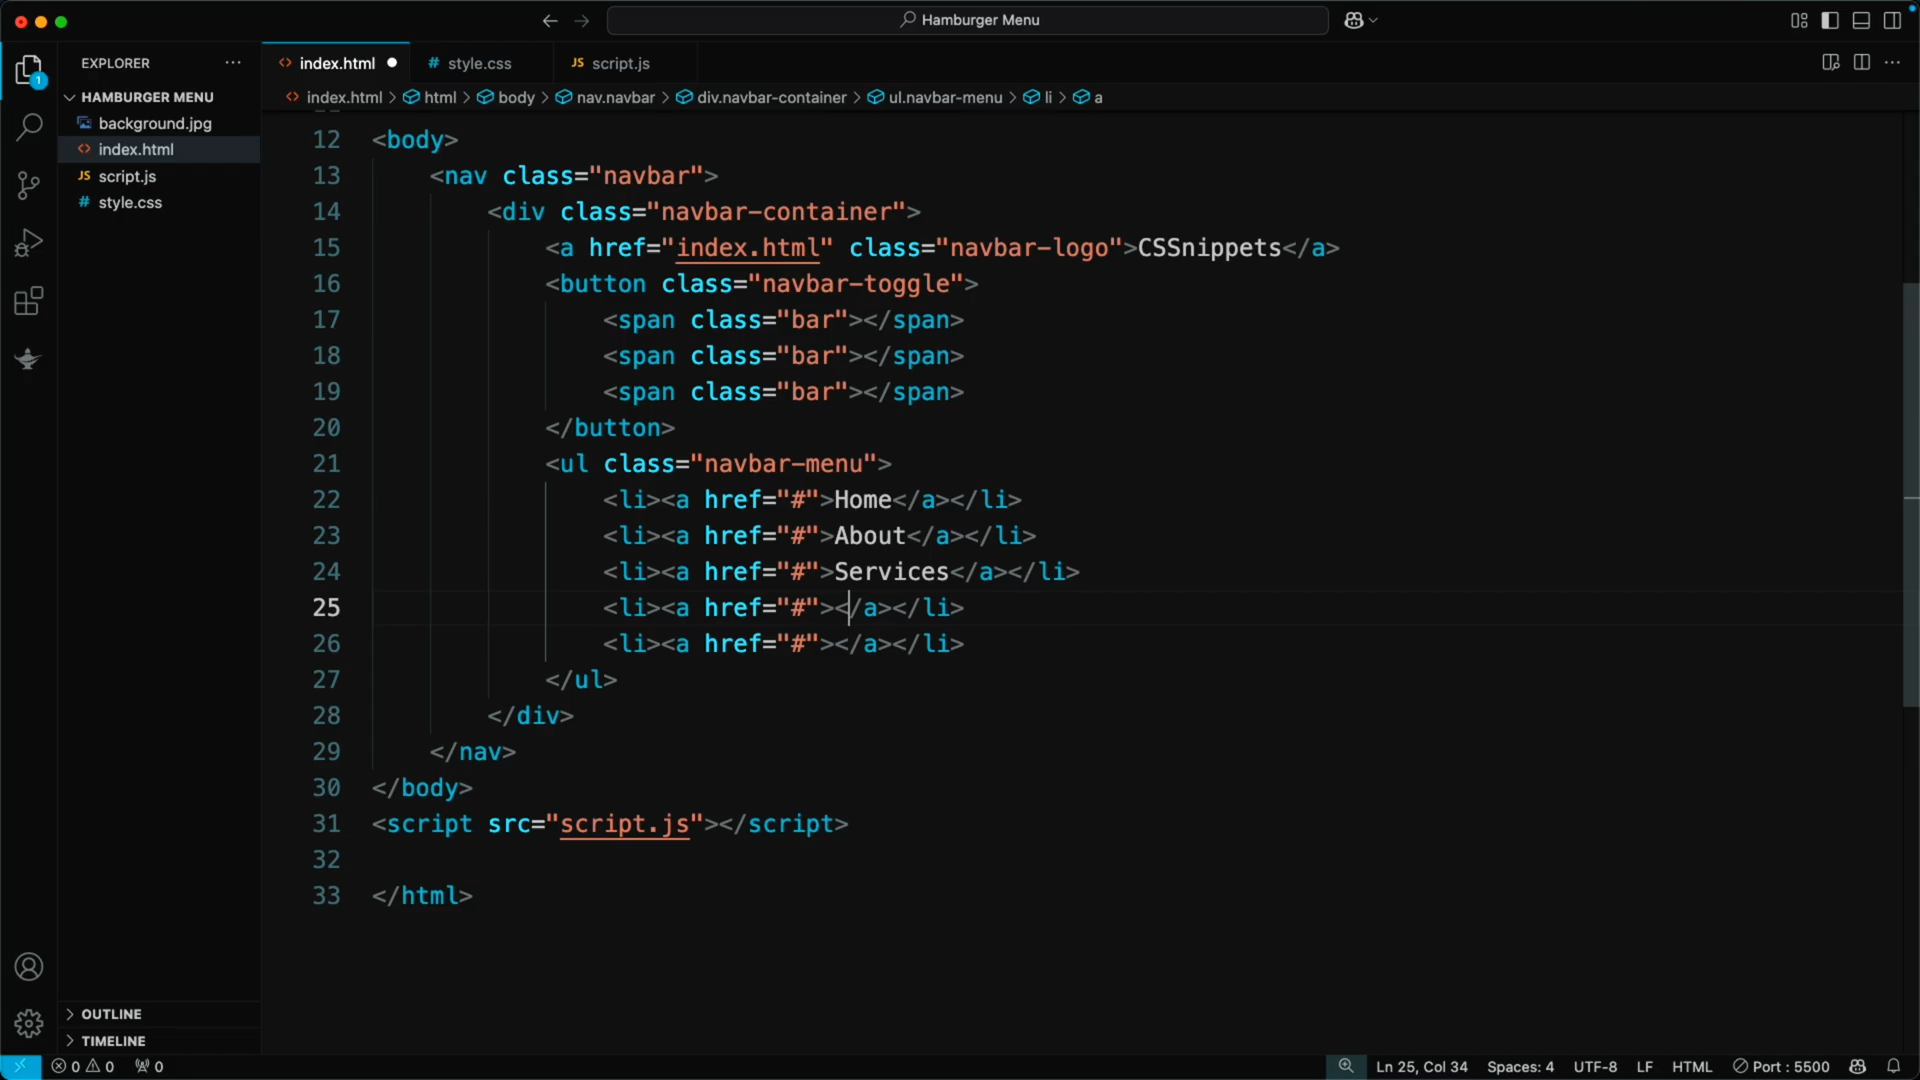 Hamburger Menu
EXPLORER
index.html
style.css
JS script.js
HAMBURGER MENU
index.html > html > body > nav.navbar > div.navbar-container > ul.navbar-menu > li > a
background.jpg
index.html
JS script.js
# style.css
1
12 <body>
13 <nav class="navbar">
14 <div class="navbar-container">
15 <a href="index.html" class="navbar-logo">CSSnippets</a>
16 <button class="navbar-toggle">
17 <span class="bar"></span>
18 <span class="bar"></span>
19 <span class="bar"></span>
20 </button>
21 <ul class="navbar-menu">
22 <li><a href="#">Home</a></li>
23 <li><a href="#">About</a></li>
24 <li><a href="#">Services</a></li>
25 <li><a href="#"></a></li>
26 <li><a href="#"></a></li>
27 </ul>
28 </div>
29 </nav>
30 </body>
31 <script src="script.js"></script>
32
33 </html>
OUTLINE
TIMELINE
0 0 0
Ln 25, Col 34 Spaces: 4 UTF-8 LF HTML Port : 5500